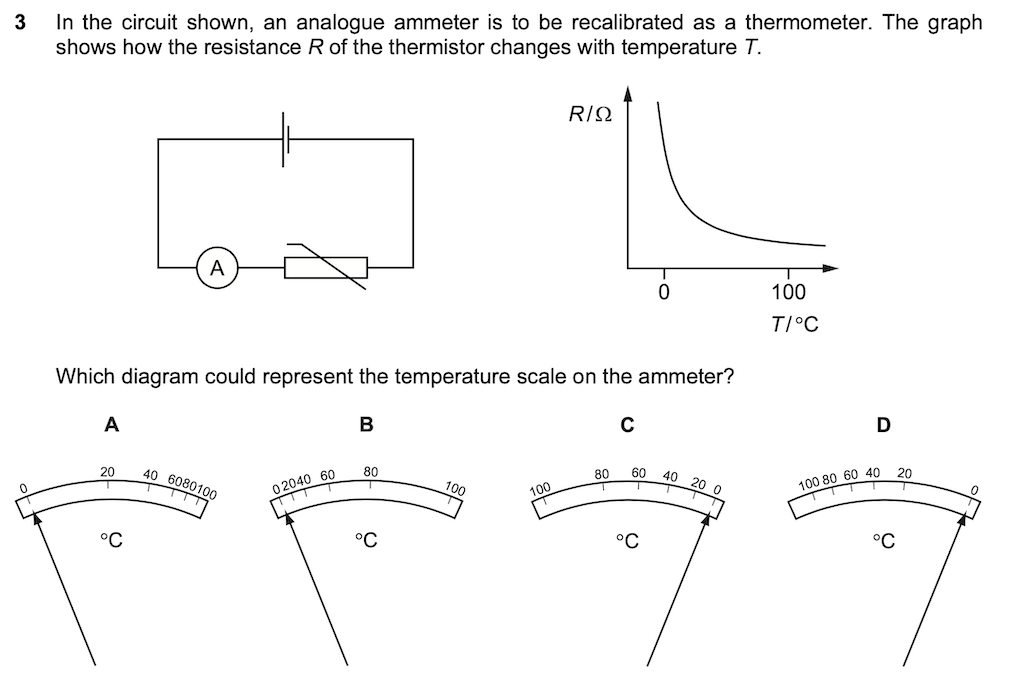 3 In the circuit shown, an analogue ammeter is to be recalibrated as a thermometer. The graph
shows how the resistance R of the thermistor changes with temperature T.
A
R/Ω
0 100
T/°C
Which diagram could represent the temperature scale on the ammeter?
A B C D
0 20 40 60 80 100
°C
0 20 40 60 80 100
°C
100 80 60 40 20 0
°C
100 80 60 40 20 0
°C